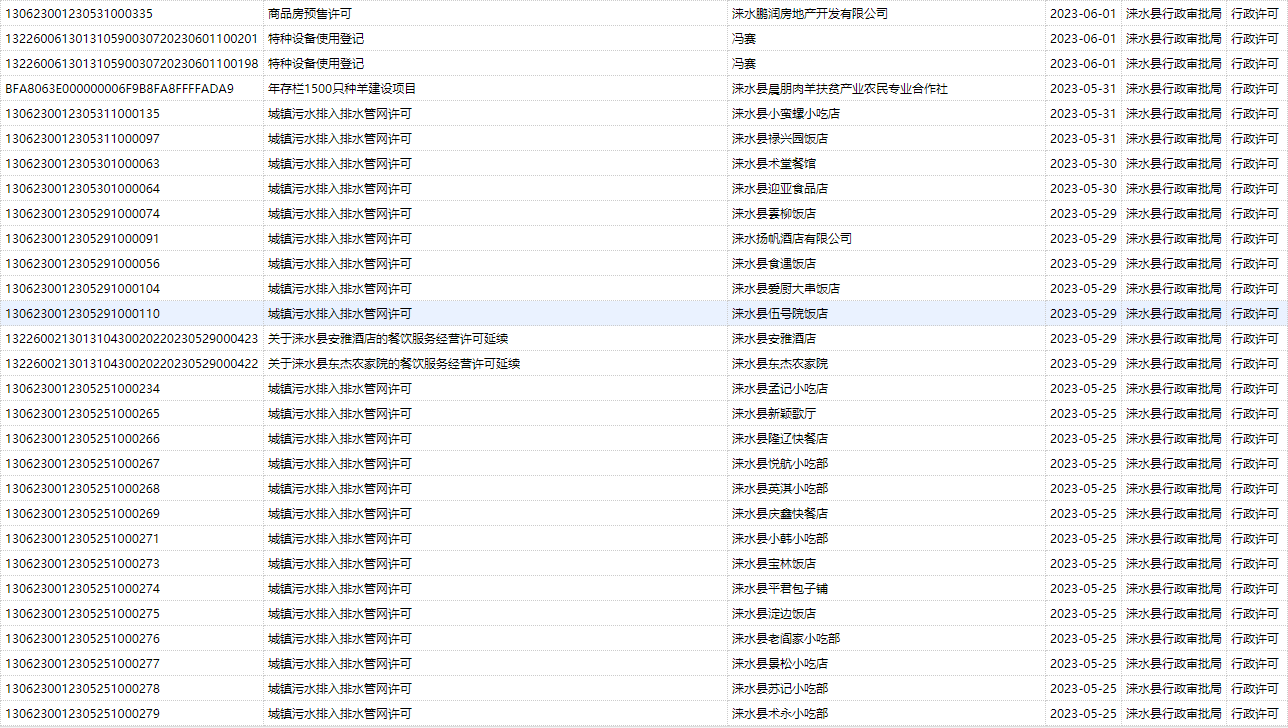 130623001230531000335 商品房预售许可 涞水鹏润房地产开发有限公司 2023-06-01 涞水县行政审批局 行政许可
132260061301310590030720230601100201 特种设备使用登记 冯赛 2023-06-01 涞水县行政审批局 行政许可
132260061301310590030720230601100198 特种设备使用登记 冯赛 2023-06-01 涞水县行政审批局 行政许可
BFA8063E000000006F9B8FA8FFFFADA9 年存栏1500只种羊建设项目 涞水县晨朋肉羊扶贫产业农民专业合作社 2023-05-31 涞水县行政审批局 行政许可
1306230012305311000135 城镇污水排入排水管网许可 涞水县小蛮螺小吃店 2023-05-31 涞水县行政审批局 行政许可
1306230012305311000097 城镇污水排入排水管网许可 涞水县禄兴园饭店 2023-05-31 涞水县行政审批局 行政许可
1306230012305301000063 城镇污水排入排水管网许可 涞水县术堂餐馆 2023-05-30 涞水县行政审批局 行政许可
1306230012305301000064 城镇污水排入排水管网许可 涞水县迎亚食品店 2023-05-30 涞水县行政审批局 行政许可
1306230012305291000074 城镇污水排入排水管网许可 涞水县柳饭店 2023-05-29 涞水县行政审批局 行政许可
1306230012305291000091 城镇污水排入排水管网许可 涞水扬帆酒店有限公司 2023-05-29 涞水县行政审批局 行政许可
1306230012305291000056 城镇污水排入排水管网许可 涞水县食遇饭店 2023-05-29 涞水县行政审批局 行政许可
1306230012305291000104 城镇污水排入排水管网许可 涞水县爱厨大串饭店 2023-05-29 涞水县行政审批局 行政许可
1306230012305291000110 城镇污水排入排水管网许可 涞水县伍号院饭店 2023-05-29 涞水县行政审批局 行政许可
132260021301310430020220230529000423 关于涞水县安雅酒店的餐饮服务经营许可延续 涞水县安雅酒店 2023-05-29 涞水县行政审批局 行政许可
132260021301310430020220230529000422 关于涞水县东杰农家院的餐饮服务经营许可延续 涞水县东杰农家院 2023-05-29 涞水县行政审批局 行政许可
1306230012305251000234 城镇污水排入排水管网许可 涞水县孟记小吃店 2023-05-25 涞水县行政审批局 行政许可
1306230012305251000265 城镇污水排入排水管网许可 涞水县新颖歌厅 2023-05-25 涞水县行政审批局 行政许可
1306230012305251000266 城镇污水排入排水管网许可 涞水县隆辽快餐店 2023-05-25 涞水县行政审批局 行政许可
1306230012305251000267 城镇污水排入排水管网许可 涞水县悦航小吃部 2023-05-25 涞水县行政审批局 行政许可
1306230012305251000268 城镇污水排入排水管网许可 涞水县英淇小吃部 2023-05-25 涞水县行政审批局 行政许可
1306230012305251000269 城镇污水排入排水管网许可 涞水县庆鑫快餐店 2023-05-25 涞水县行政审批局 行政许可
1306230012305251000271 城镇污水排入排水管网许可 涞水县小韩小吃部 2023-05-25 涞水县行政审批局 行政许可
1306230012305251000273 城镇污水排入排水管网许可 涞水县宝林饭店 2023-05-25 涞水县行政审批局 行政许可
1306230012305251000274 城镇污水排入排水管网许可 涞水县平君包子铺 2023-05-25 涞水县行政审批局 行政许可
1306230012305251000275 城镇污水排入排水管网许可 涞水县淀边饭店 2023-05-25 涞水县行政审批局 行政许可
1306230012305251000276 城镇污水排入排水管网许可 涞水县老阎家小吃部 2023-05-25 涞水县行政审批局 行政许可
1306230012305251000277 城镇污水排入排水管网许可 涞水县景松小吃店 2023-05-25 涞水县行政审批局 行政许可
1306230012305251000278 城镇污水排入排水管网许可 涞水县苏记小吃部 2023-05-25 涞水县行政审批局 行政许可
1306230012305251000279 城镇污水排入排水管网许可 涞水县术永小吃部 2023-05-25 涞水县行政审批局 行政许可